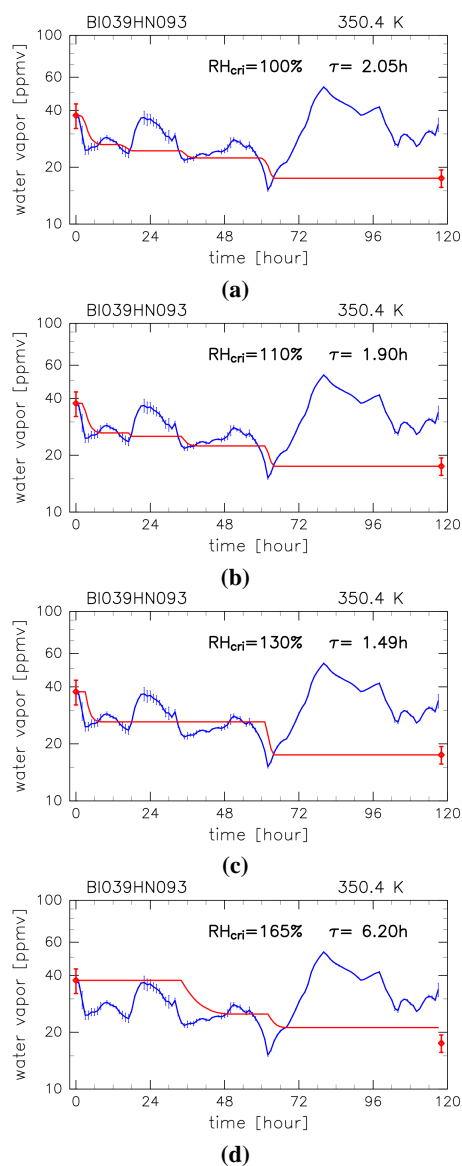 BI039HN093 350.4 K
100
RH_cri=100% τ= 2.05h
60
40
20
10
water vapor [ppmv]
0 24 48 72 96 120
time [hour]
(a)
BI039HN093 350.4 K
100
RH_cri=110% τ= 1.90h
60
40
20
10
water vapor [ppmv]
0 24 48 72 96 120
time [hour]
(b)
BI039HN093 350.4 K
100
RH_cri=130% τ= 1.49h
60
40
20
10
water vapor [ppmv]
0 24 48 72 96 120
time [hour]
(c)
BI039HN093 350.4 K
100
RH_cri=165% τ= 6.20h
60
40
20
10
water vapor [ppmv]
0 24 48 72 96 120
time [hour]
(d)